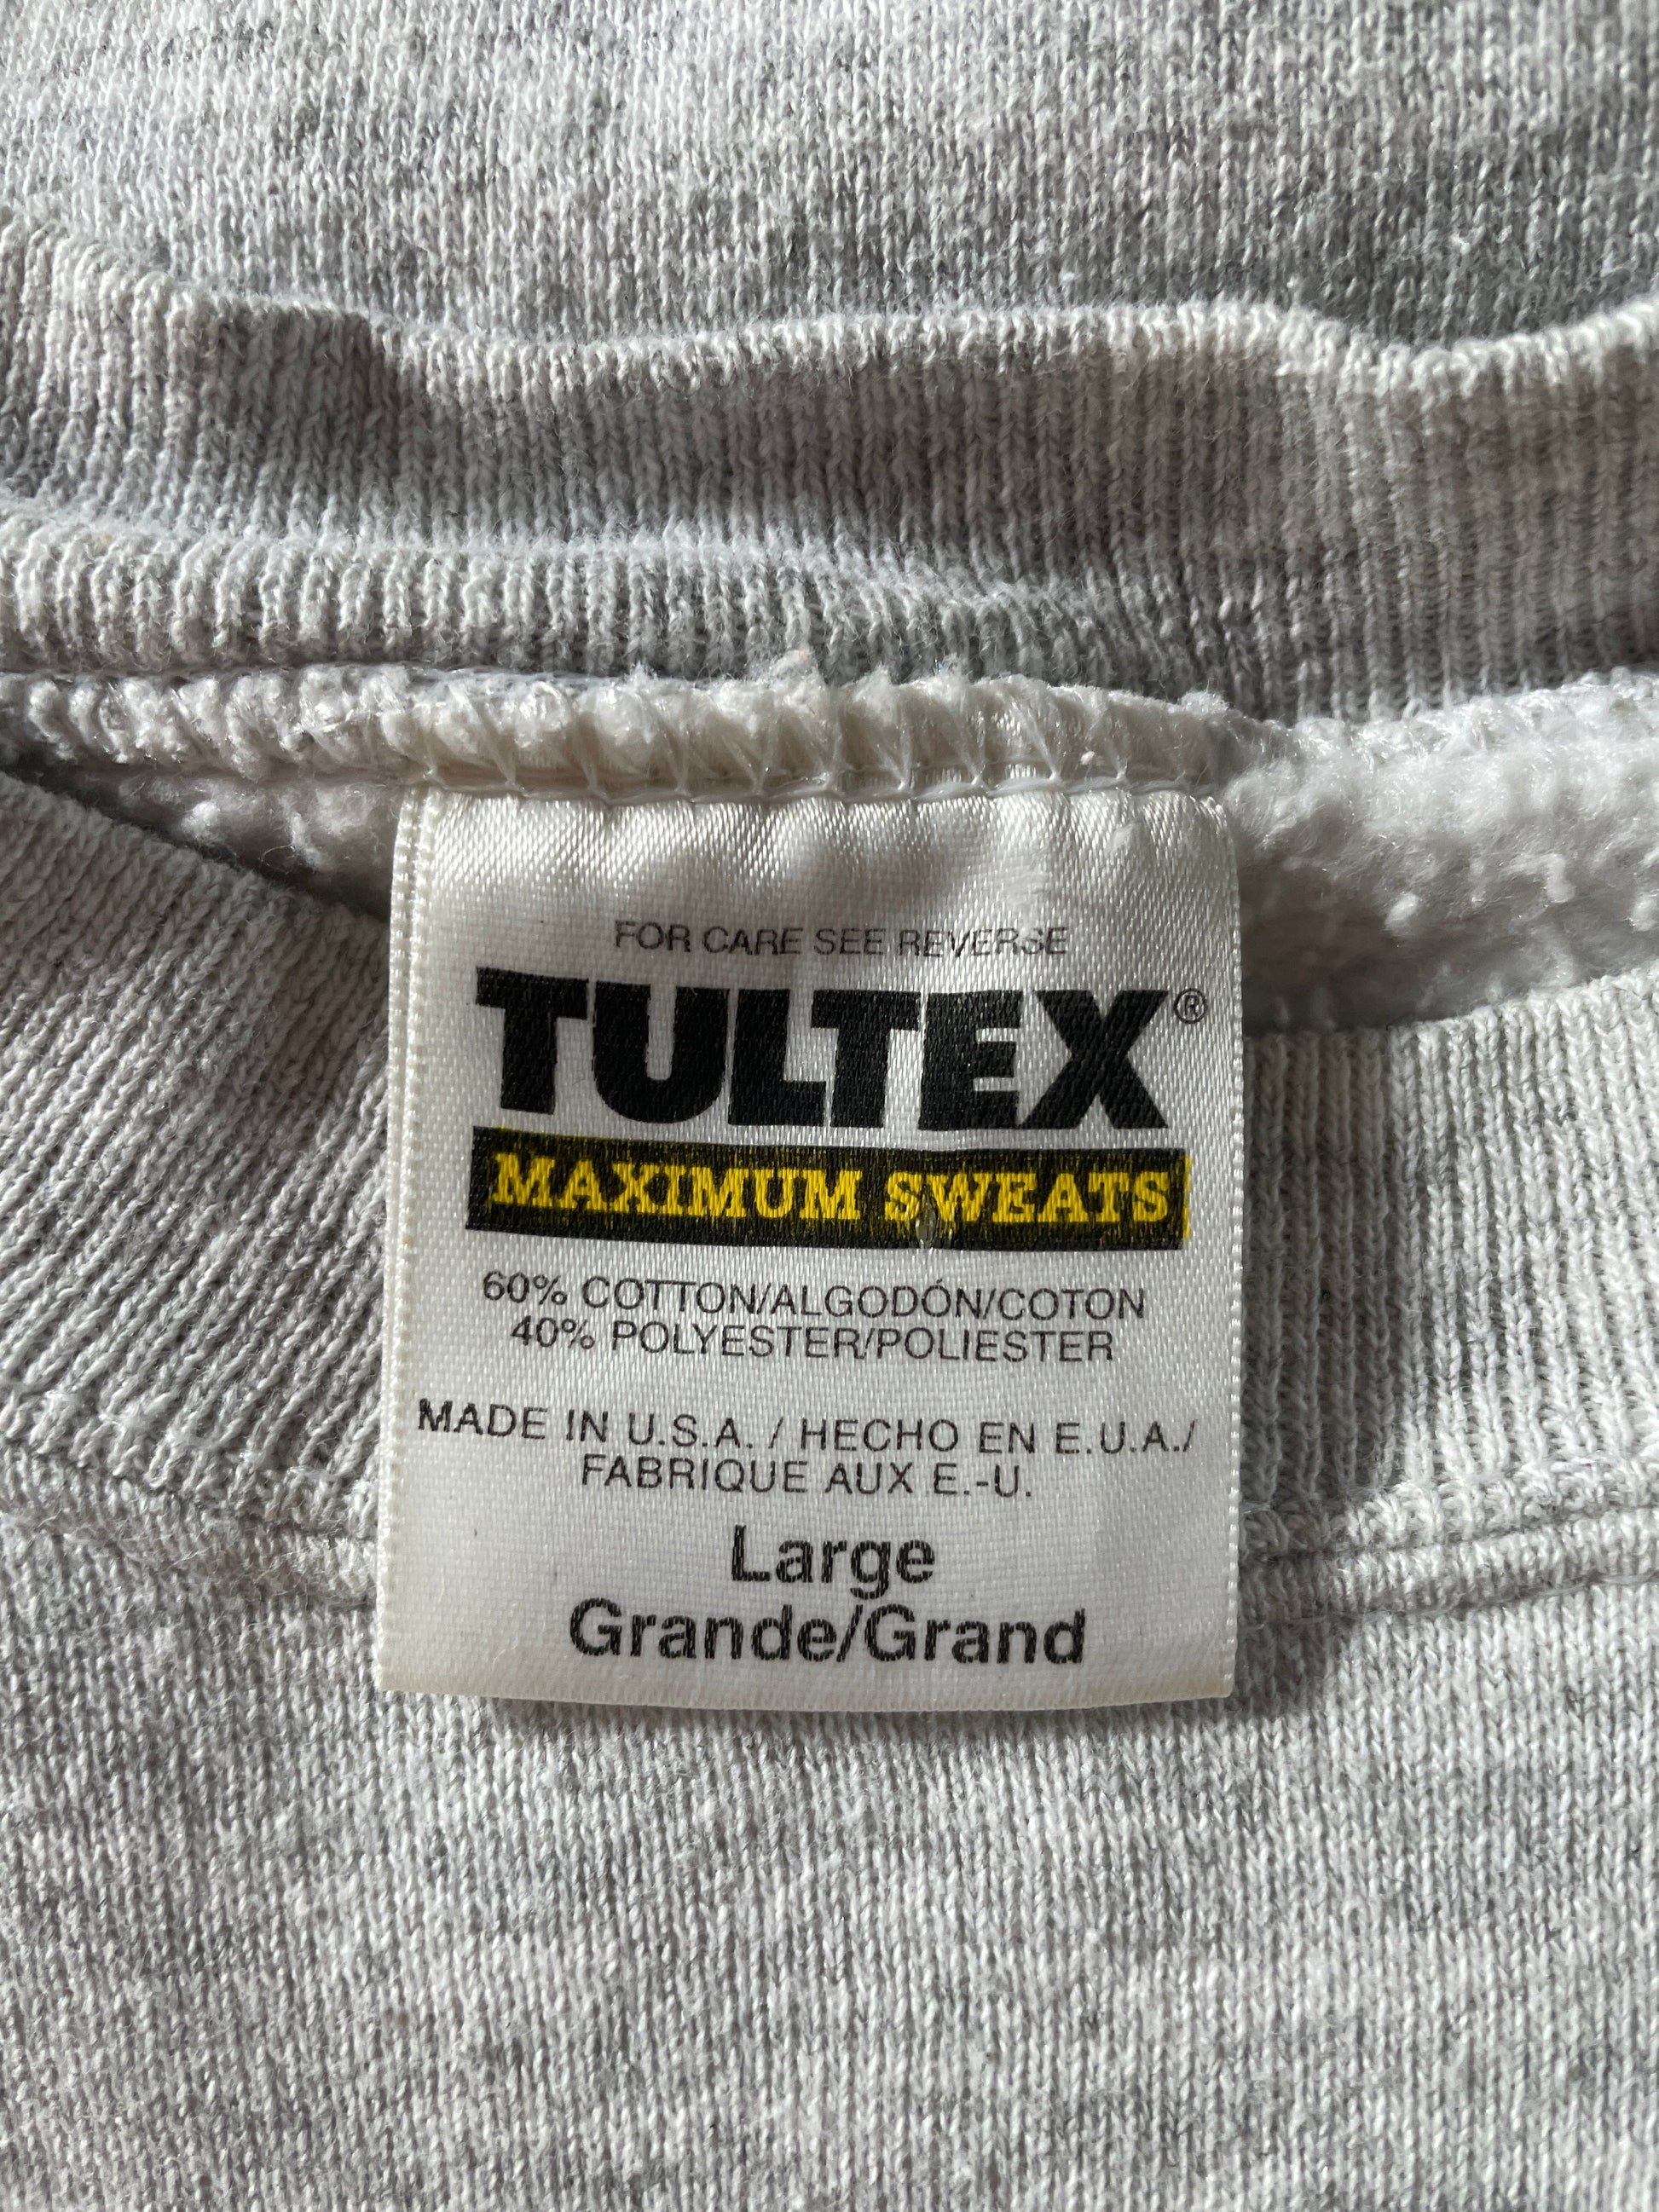 FOR CARE SEE REVERSE
TULTEX®
MAXIMUM SWEATS
60% COTTON/ALGODÓN/COTON
40% POLYESTER/POLIESTER
MADE IN U.S.A. / HECHO EN E.U.A./
FABRIQUE AUX E.-U.
Large
Grande/Grand